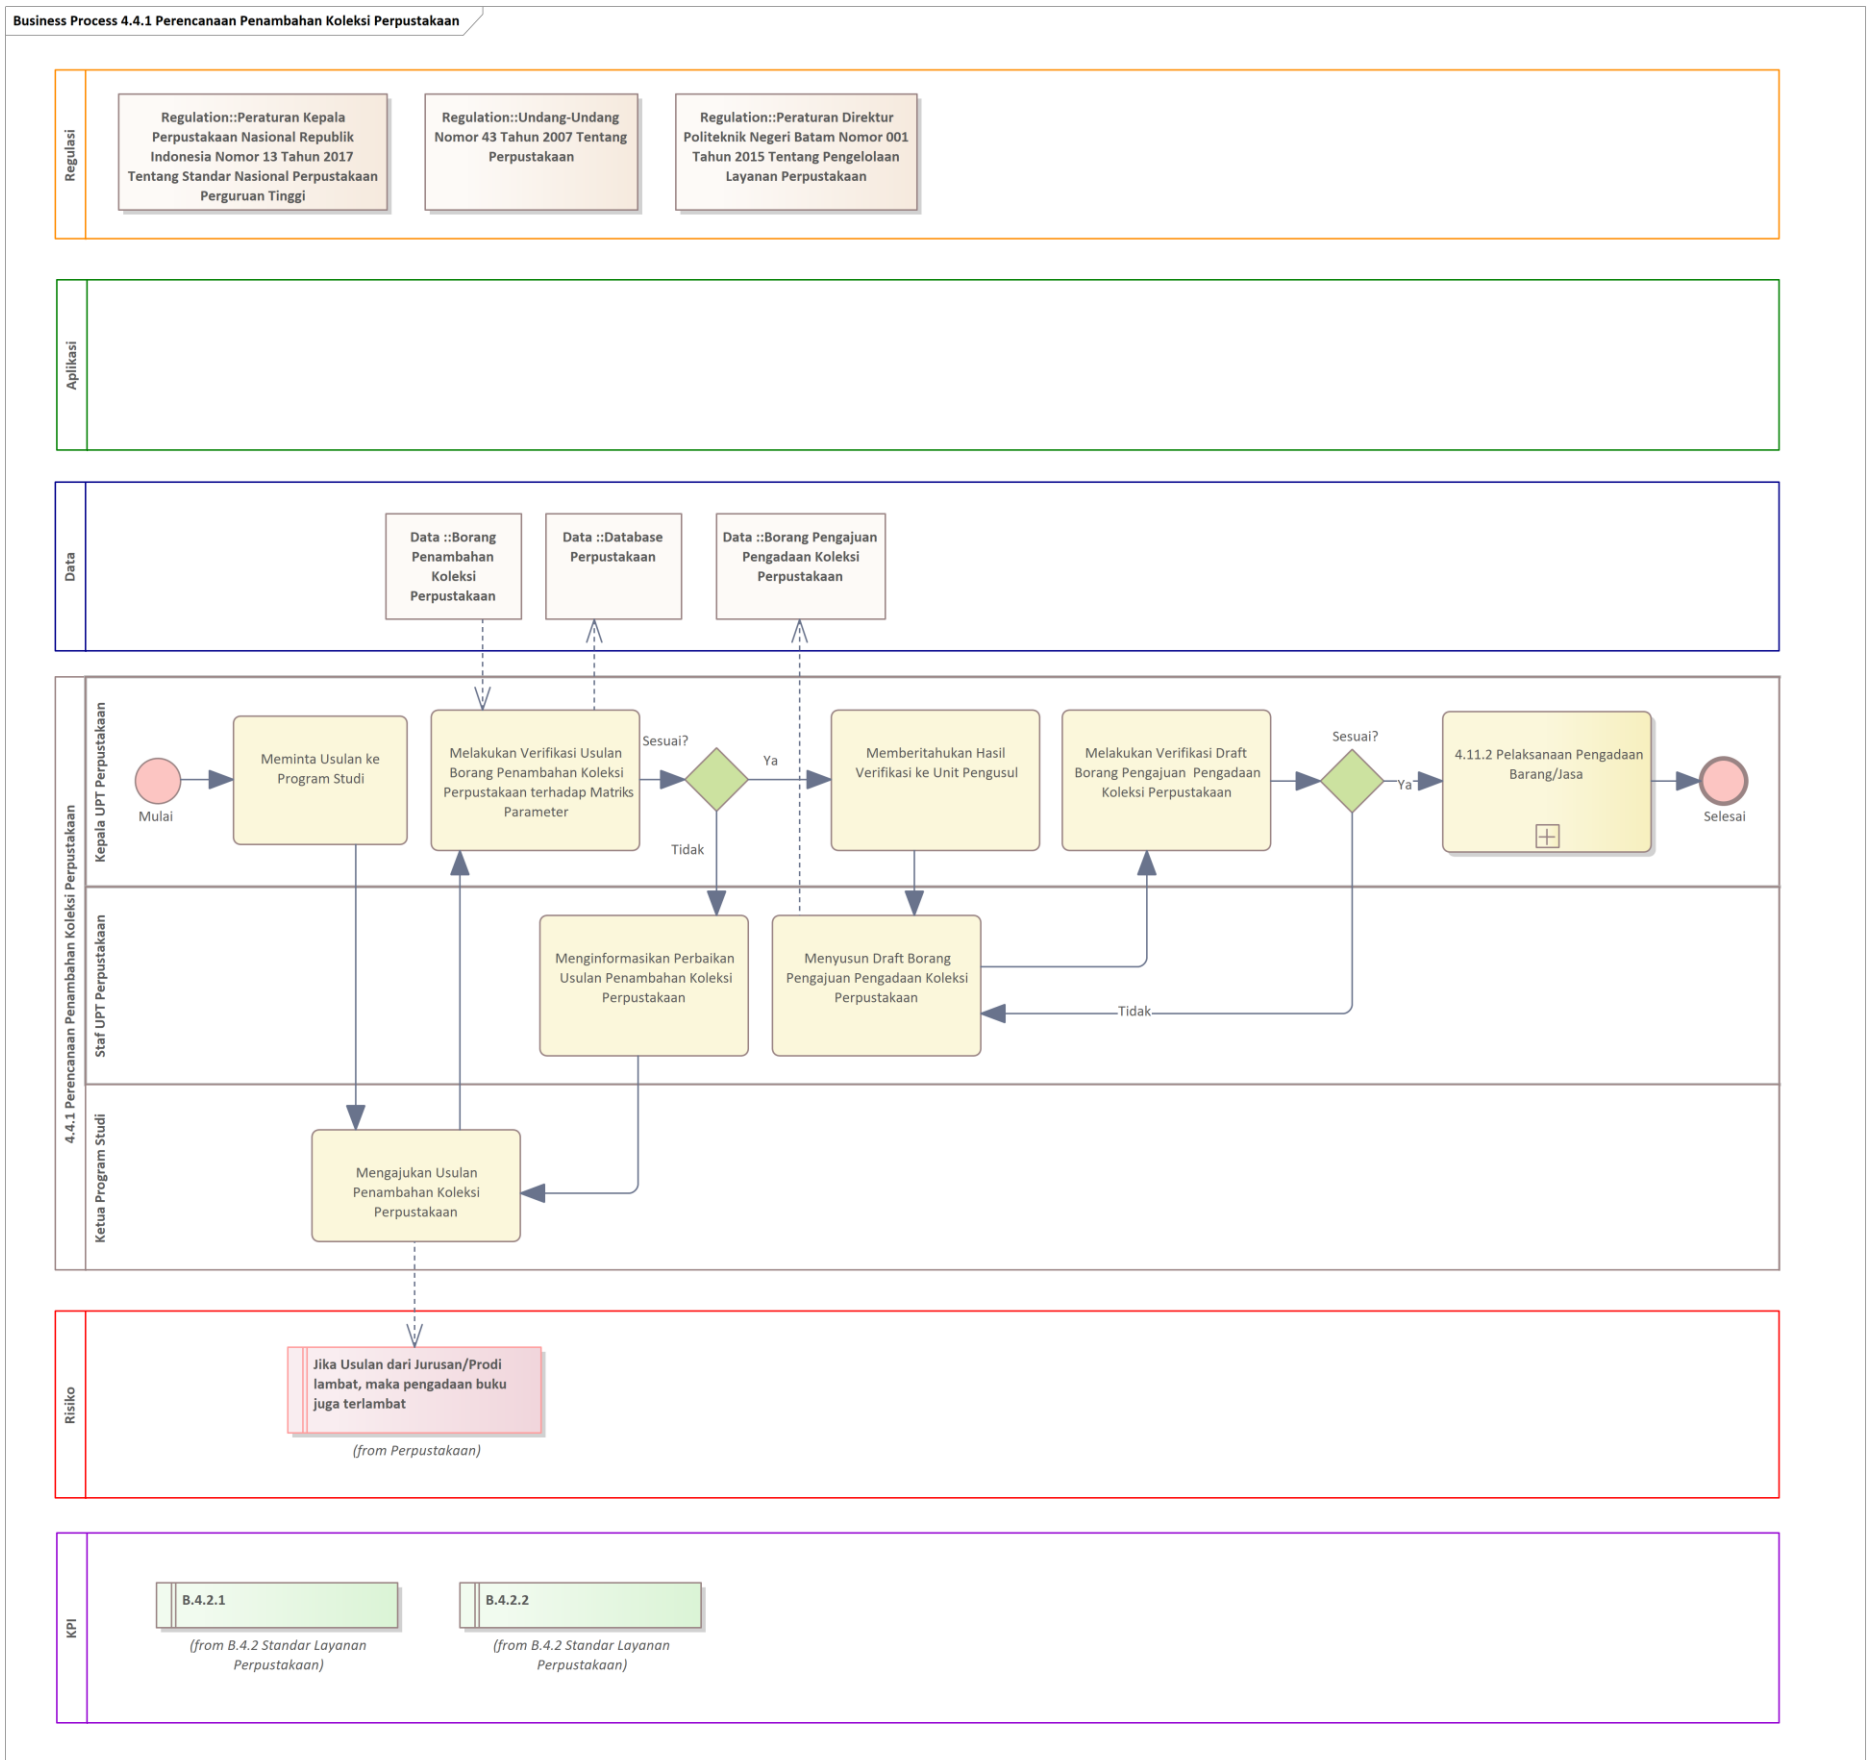 Business Process 4.4.1 Perencanaan Penambahan Koleksi Perpustakaan
Regulasi
Regulation::Peraturan Kepala
Perpustakaan Nasional Republik
Indonesia Nomor 13 Tahun 2017
Tentang Standar Nasional Perpustakaan
Perguruan Tinggi
Regulation::Undang-Undang
Nomor 43 Tahun 2007 Tentang
Perpustakaan
Regulation::Peraturan Direktur
Politeknik Negeri Batam Nomor 001
Tahun 2015 Tentang Pengelolaan
Layanan Perpustakaan
Aplikasi
Data
Data ::Borang
Penambahan
Koleksi
Perpustakaan
Data ::Database
Perpustakaan
Data ::Borang Pengajuan
Pengadaan Koleksi
Perpustakaan
4.4.1 Perencanaan Penambahan Koleksi Perpustakaan
Kepala UPT Perpustakaan
Mulai
Meminta Usulan ke
Program Studi
Melakukan Verifikasi Usulan
Borang Penambahan Koleksi
Perpustakaan terhadap Matriks
Parameter
Sesuai?
Ya
Tidak
Memberitahukan Hasil
Verifikasi ke Unit Pengusul
Melakukan Verifikasi Draft
Borang Pengajuan  Pengadaan
Koleksi Perpustakaan
Sesuai?
Ya
4.11.2 Pelaksanaan Pengadaan
Barang/Jasa
Selesai
Staf UPT Perpustakaan
Menginformasikan Perbaikan
Usulan Penambahan Koleksi
Perpustakaan
Menyusun Draft Borang
Pengajuan Pengadaan Koleksi
Perpustakaan
Tidak
Ketua Program Studi
Mengajukan Usulan
Penambahan Koleksi
Perpustakaan
Risiko
Jika Usulan dari Jurusan/Prodi
lambat, maka pengadaan buku
juga terlambat
(from Perpustakaan)
KPI
B.4.2.1
(from B.4.2 Standar Layanan
Perpustakaan)
B.4.2.2
(from B.4.2 Standar Layanan
Perpustakaan)